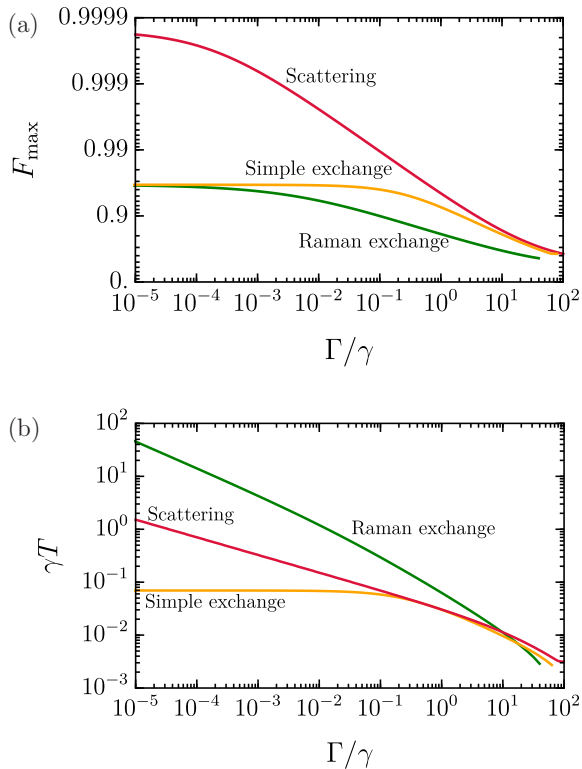 (a)
F_max
0.9999
0.999
0.99
0.9
0.
Scattering
Simple exchange
Raman exchange
10^−5 10^−4 10^−3 10^−2 10^−1 10^0 10^1 10^2
Γ/γ
(b)
γT
10^2
10^1
10^0
10^−1
10^−2
10^−3
Scattering
Raman exchange
Simple exchange
10^−5 10^−4 10^−3 10^−2 10^−1 10^0 10^1 10^2
Γ/γ